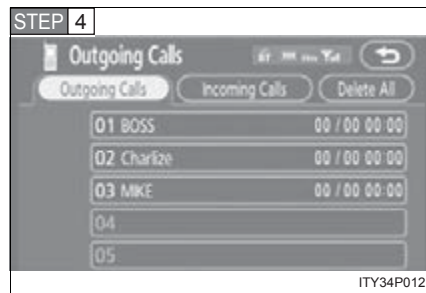 STEP 4
Outgoing Calls
Outgoing Calls Incoming Calls Delete All
01 BOSS 00/00 00:00
02 Charlize 00/00 00:00
03 MIKE 00/00 00:00
04
05
ITY34P012